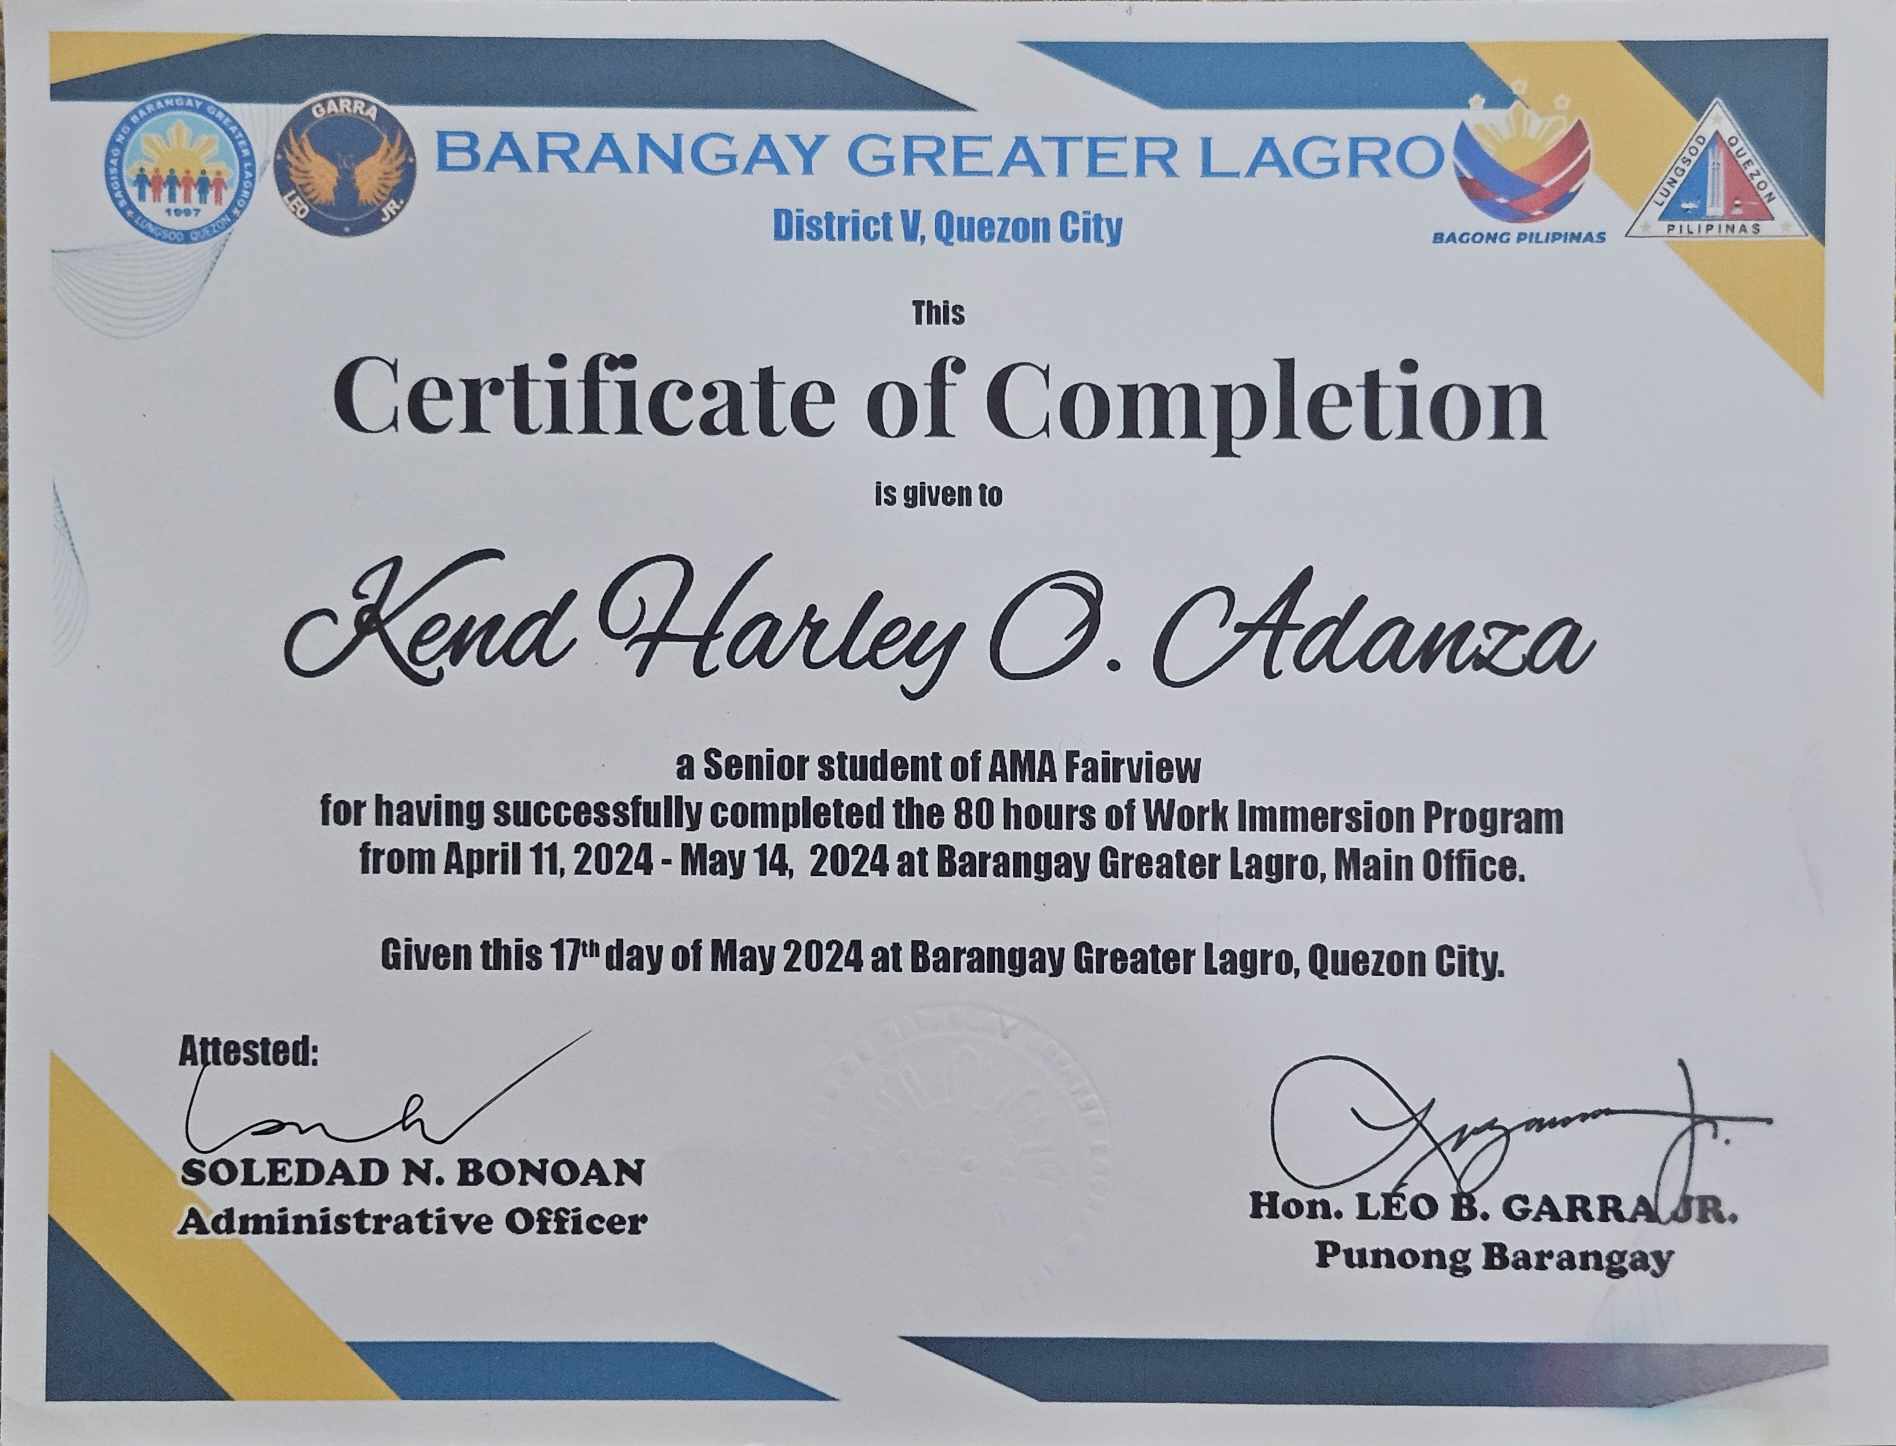 SAGISAG NG BARANGAY GREATER LAGRO
1997
LUNGSOD QUEZON
GARRA
LEO JR.
BARANGAY GREATER LAGRO
District V, Quezon City
BAGONG PILIPINAS
LUNGSOD QUEZON
PILIPINAS
This
Certificate of Completion
is given to
Kend Harley O. Adanza
a Senior student of AMA Fairview
for having successfully completed the 80 hours of Work Immersion Program
from April 11, 2024 - May 14, 2024 at Barangay Greater Lagro, Main Office.
Given this 17th day of May 2024 at Barangay Greater Lagro, Quezon City.
Attested:
SOLEDAD N. BONOAN
Administrative Officer
Hon. LEO B. GARRA JR.
Punong Barangay